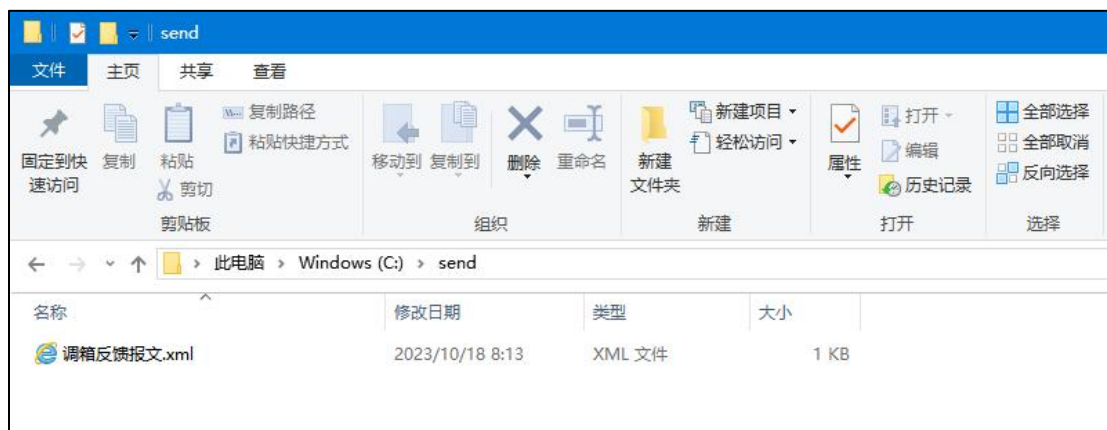 send
文件 主页 共享 查看
固定到快速访问
复制
粘贴
复制路径
粘贴快捷方式
剪切
剪贴板
移动到
复制到
删除
重命名
组织
新建文件夹
新建项目
轻松访问
新建
属性
打开
编辑
历史记录
打开
全部选择
全部取消
反向选择
选择
此电脑 > Windows (C:) > send
名称 修改日期 类型 大小
调箱反馈报文.xml 2023/10/18 8:13 XML 文件 1 KB